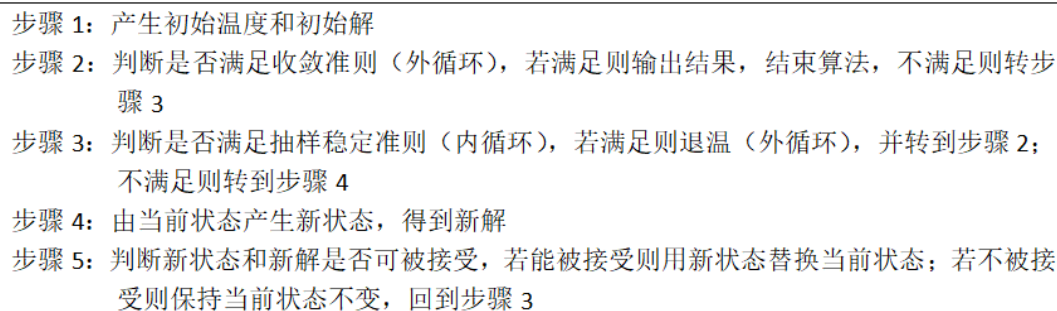 步骤 1：产生初始温度和初始解
步骤 2：判断是否满足收敛准则（外循环），若满足则输出结果，结束算法，不满足则转步
骤 3
步骤 3：判断是否满足抽样稳定准则（内循环），若满足则退温（外循环），并转到步骤 2；
不满足则转到步骤 4
步骤 4：由当前状态产生新状态，得到新解
步骤 5：判断新状态和新解是否可被接受，若能被接受则用新状态替换当前状态；若不被接
受则保持当前状态不变，回到步骤 3